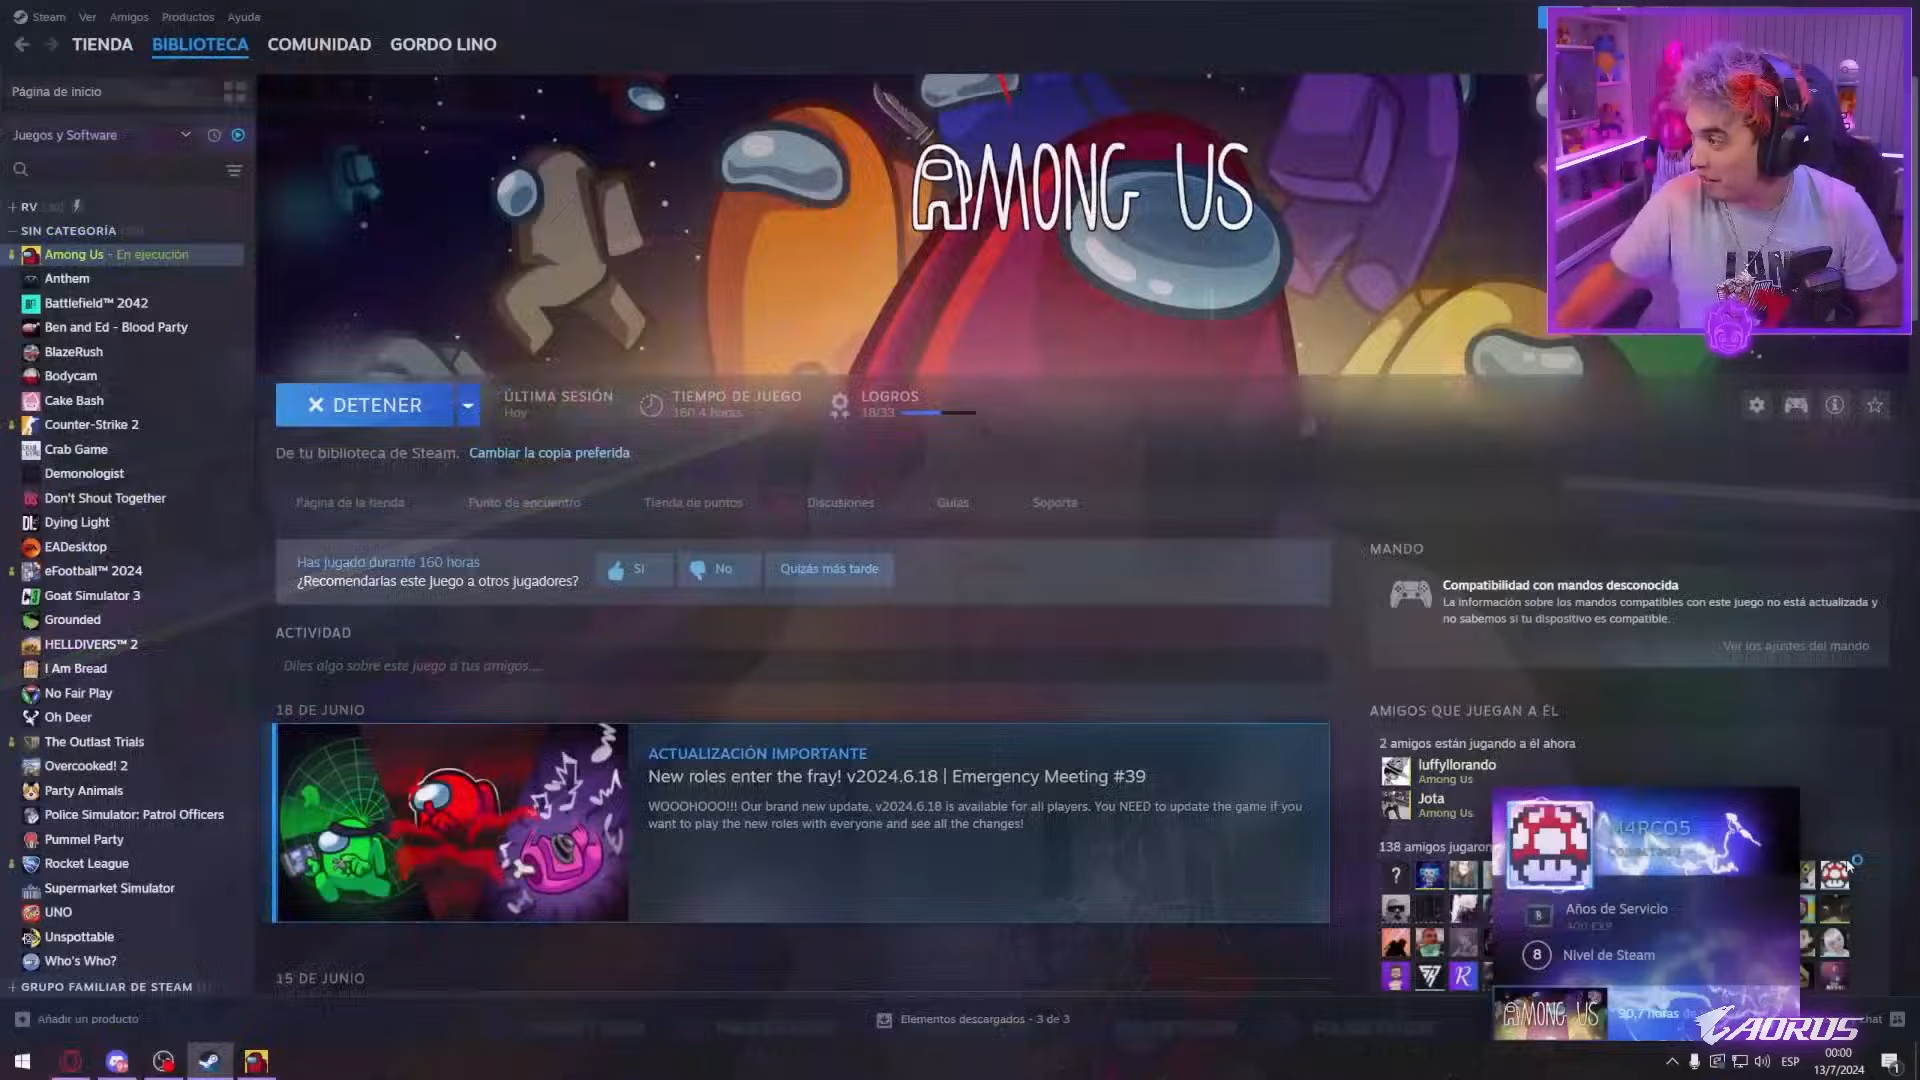 Steam Ver Amigos Productos Ayuda
TIENDA BIBLIOTECA COMUNIDAD GORDO LINO
Página de inicio
Juegos y Software
RV
SIN CATEGORÍA
Among Us - En ejecución
Anthem
Battlefield™ 2042
Ben and Ed - Blood Party
BlazeRush
Bodycam
Cake Bash
Counter-Strike 2
Crab Game
Demonologist
Don't Shout Together
Dying Light
EADesktop
eFootball™ 2024
Goat Simulator 3
Grounded
HELLDIVERS™ 2
I Am Bread
No Fair Play
Oh Deer
The Outlast Trials
Overcooked! 2
Party Animals
Police Simulator: Patrol Officers
Pummel Party
Rocket League
Supermarket Simulator
UNO
Unspottable
Who's Who?
GRUPO FAMILIAR DE STEAM
Añadir un producto
AMONG US
DETENER
ÚLTIMA SESIÓN
Hoy
TIEMPO DE JUEGO
160.4 horas
LOGROS
18/33
De tu biblioteca de Steam. Cambiar la copia preferida
Página de la tienda Punto de encuentro Tienda de puntos Discusiones Guías Soporte
Has jugado durante 160 horas
¿Recomendarías este juego a otros jugadores?
Sí No Quizás más tarde
ACTIVIDAD
Diles algo sobre este juego a tus amigos...
18 DE JUNIO
ACTUALIZACIÓN IMPORTANTE
New roles enter the fray! v2024.6.18 | Emergency Meeting #39
WOOOHOOO!!! Our brand new update, v2024.6.18 is available for all players. You NEED to update the game if you
want to play the new roles with everyone and see all the changes!
15 DE JUNIO
Elementos descargados - 3 de 3
MANDO
Compatibilidad con mandos desconocida
La información sobre los mandos compatibles con este juego no está actualizada y
no sabemos si tu dispositivo es compatible.
Ver los ajustes del mando
AMIGOS QUE JUEGAN A ÉL
2 amigos están jugando a él ahora
luffyllorando
Among Us
Jota
Among Us
138 amigos jugaron
M4RCO5
8
Años de Servicio
400 EXP
8
Nivel de Steam
AMONG US
30,7 horas
AORUS
chat
ESP
00:00
13/7/2024
1